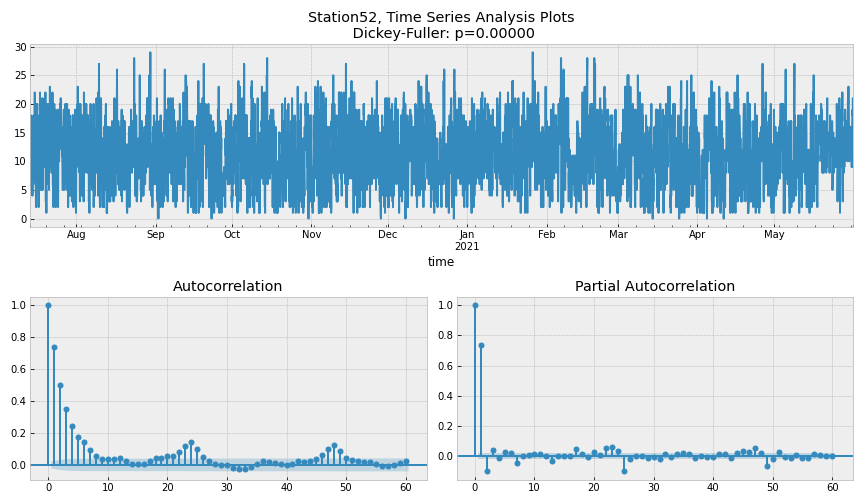 Station52, Time Series Analysis Plots
Dickey-Fuller: p=0.00000
30
25
20
15
10
5
0
Aug Sep Oct Nov Dec Jan Feb Mar Apr May
2021
time
Autocorrelation Partial Autocorrelation
1.0 1.0
0.8 0.8
0.6 0.6
0.4 0.4
0.2 0.2
0.0 0.0
0 10 20 30 40 50 60 0 10 20 30 40 50 60